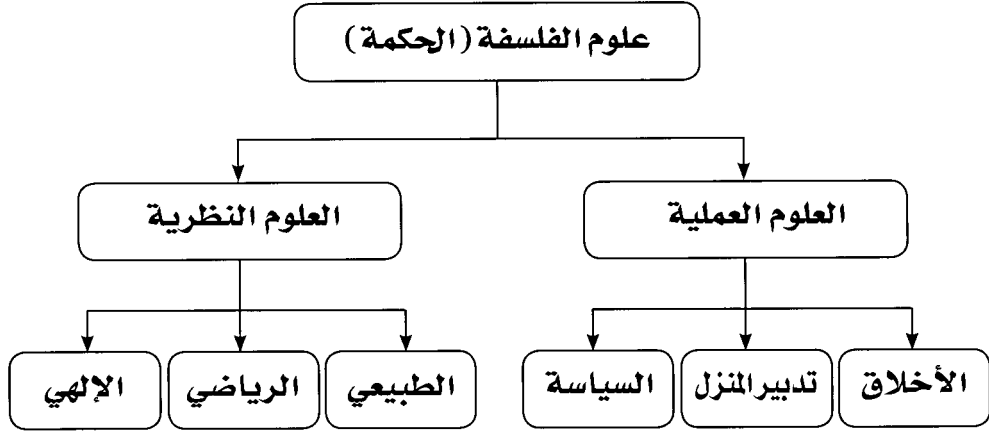 علوم الفلسفة (الحكمة)
العلوم العملية
العلوم النظرية
الأخلاق
تدبير المنزل
السياسة
الطبيعي
الرياضي
الإلهي